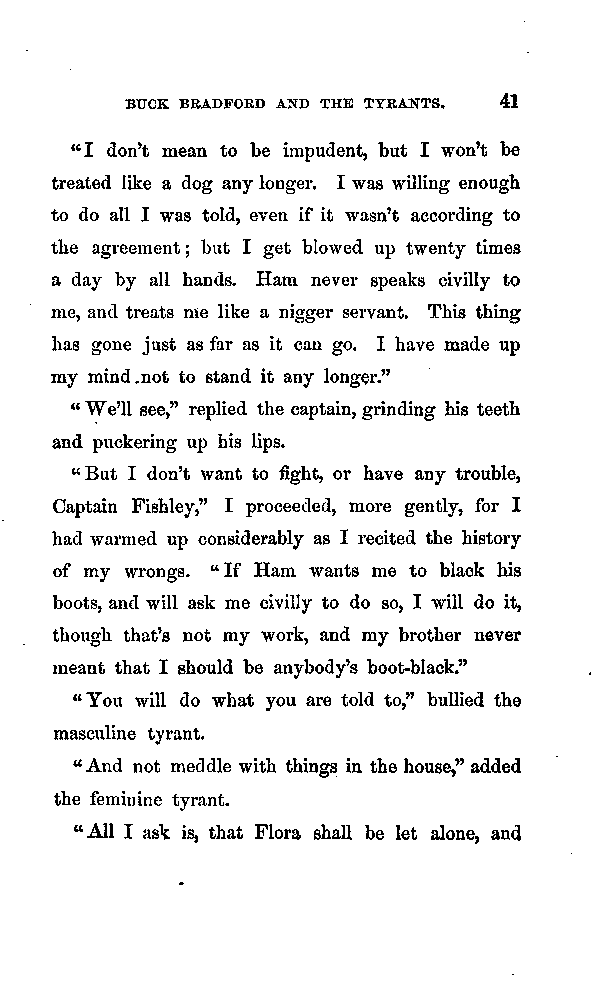 BUCK BRADFORD AND THE TYRANTS. 41
“I don’t mean to be impudent, but I won’t be
treated like a dog any longer. I was willing enough
to do all I was told, even if it wasn’t according to
the agreement; but I get blowed up twenty times
a day by all hands. Ham never speaks civilly to
me, and treats me like a nigger servant. This thing
has gone just as far as it can go. I have made up
my mind not to stand it any longer.”
“We’ll see,” replied the captain, grinding his teeth
and puckering up his lips.
“But I don’t want to fight, or have any trouble,
Captain Fishley,” I proceeded, more gently, for I
had warmed up considerably as I recited the history
of my wrongs. “If Ham wants me to black his
boots, and will ask me civilly to do so, I will do it,
though that’s not my work, and my brother never
meant that I should be anybody’s boot-black.”
“You will do what you are told to,” bullied the
masculine tyrant.
“And not meddle with things in the house,” added
the feminine tyrant.
“All I ask is, that Flora shall be let alone, and